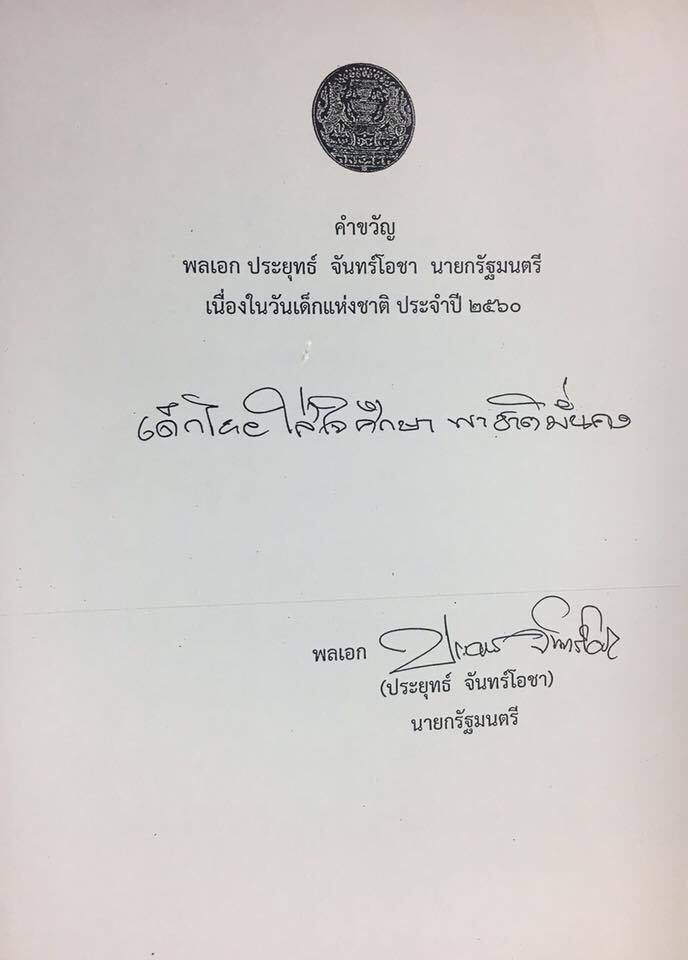 คำขวัญ
พลเอก ประยุทธ์ จันทร์โอชา นายกรัฐมนตรี
เนื่องในวันเด็กแห่งชาติ ประจำปี ๒๕๖๐
เด็กไทย ใส่ใจศึกษา พาชาติมั่นคง
พลเอก
(ประยุทธ์ จันทร์โอชา)
นายกรัฐมนตรี